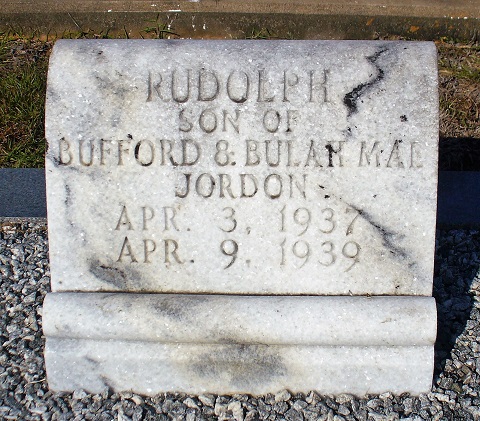 RUDOLPH
SON OF
BUFFORD & BULAH MAE
JORDON
APR. 3, 1937
APR. 9, 1939